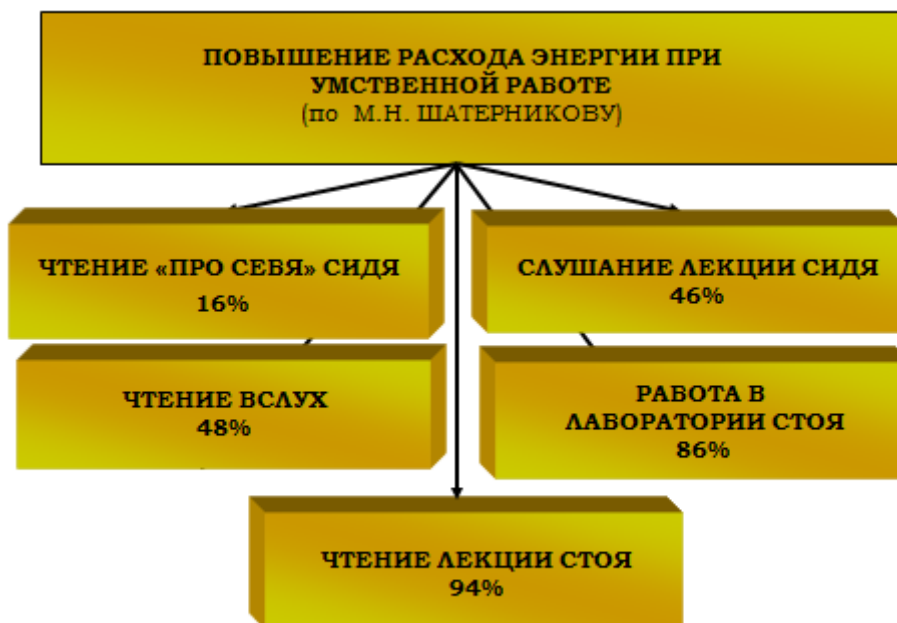 ПОВЫШЕНИЕ РАСХОДА ЭНЕРГИИ ПРИ
УМСТВЕННОЙ РАБОТЕ
(по М.Н. ШАТЕРНИКОВУ)
ЧТЕНИЕ «ПРО СЕБЯ» СИДЯ
16%
СЛУШАНИЕ ЛЕКЦИИ СИДЯ
46%
ЧТЕНИЕ ВСЛУХ
48%
РАБОТА В
ЛАБОРАТОРИИ СТОЯ
86%
ЧТЕНИЕ ЛЕКЦИИ СТОЯ
94%